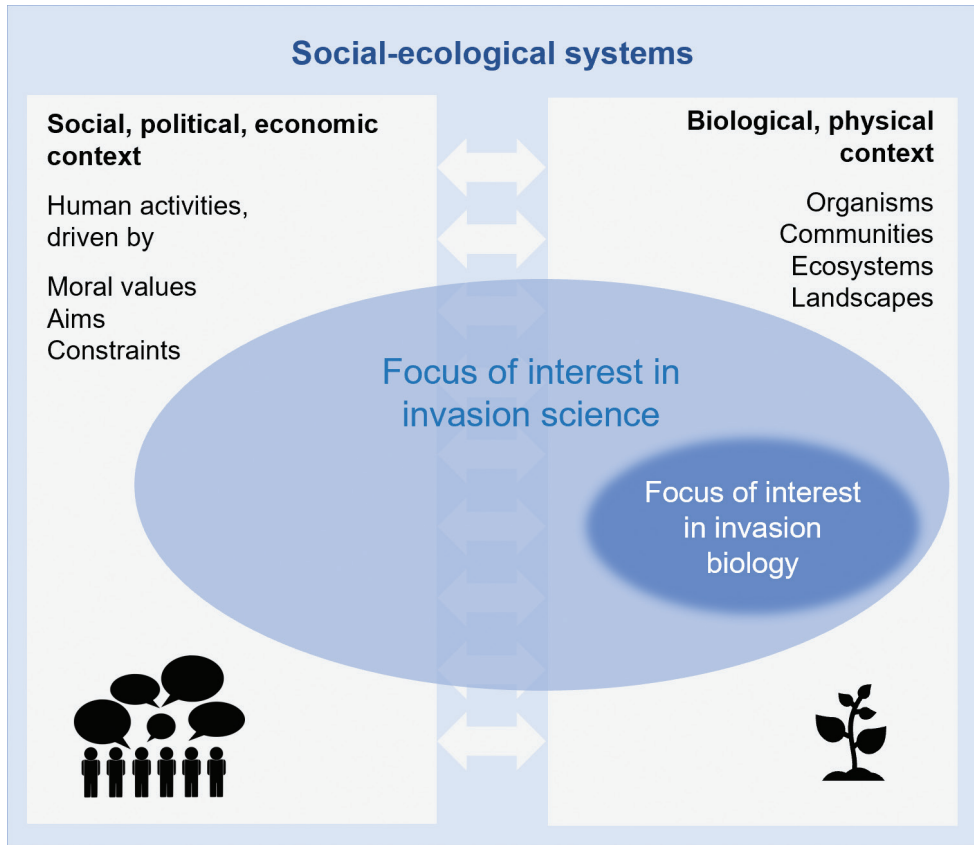 Social-ecological systems
Social, political, economic
context
Human activities,
driven by
Moral values
Aims
Constraints
Biological, physical
context
Organisms
Communities
Ecosystems
Landscapes
Focus of interest in
invasion science
Focus of interest
in invasion
biology